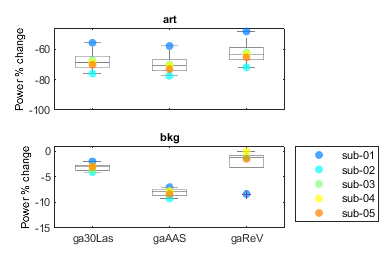 art
Power % change
-60
-80
-100
bkg
Power % change
0
-5
-10
-15
ga30Las
gaAAS
gaReV
sub-01
sub-02
sub-03
sub-04
sub-05